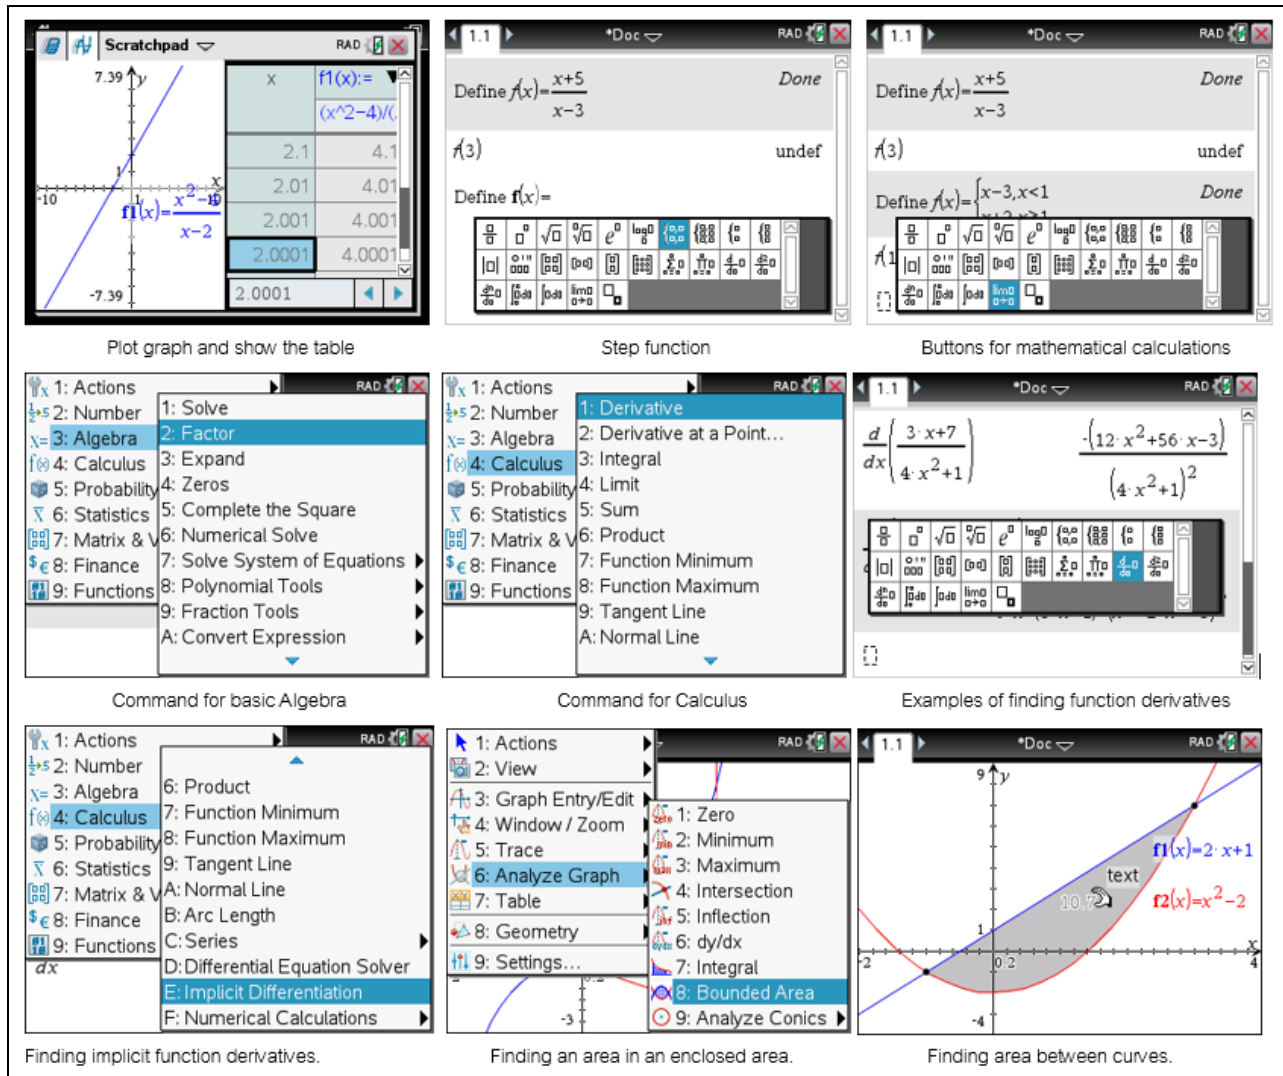 Scratchpad RAD
7.39 y
x f1(x):=
(x^2-4)/(.
2.1 4.1
2.01 4.01
2.001 4.001
2.0001 4.0001
2.0001
1
x
-10 1 10
f1(x)=x²-4/x-2
-7.39
Plot graph and show the table
1.1 *Doc RAD
Define f(x)=x+5/x-3 Done
f(3) undef
Define f(x)=
Step function
1.1 *Doc RAD
Define f(x)=x+5/x-3 Done
f(3) undef
Define f(x)={x-3,x<1 Done
Buttons for mathematical calculations
1: Actions RAD
2: Number
3: Algebra
4: Calculus
5: Probability
6: Statistics
7: Matrix & V
8: Finance
9: Functions
1: Solve
2: Factor
3: Expand
4: Zeros
5: Complete the Square
6: Numerical Solve
7: Solve System of Equations
8: Polynomial Tools
9: Fraction Tools
A: Convert Expression
Command for basic Algebra
1: Actions RAD
2: Number
3: Algebra
4: Calculus
5: Probability
6: Statistics
7: Matrix & V
8: Finance
9: Functions
1: Derivative
2: Derivative at a Point...
3: Integral
4: Limit
5: Sum
6: Product
7: Function Minimum
8: Function Maximum
9: Tangent Line
A: Normal Line
Command for Calculus
1.1 *Doc RAD
d/dx(3·x+7/4·x²+1) -(12·x²+56·x-3)/(4·x²+1)²
Examples of finding function derivatives
1: Actions RAD
2: Number
3: Algebra
4: Calculus
5: Probability
6: Statistics
7: Matrix & V
8: Finance
9: Functions
dx
6: Product
7: Function Minimum
8: Function Maximum
9: Tangent Line
A: Normal Line
B: Arc Length
C: Series
D: Differential Equation Solver
E: Implicit Differentiation
F: Numerical Calculations
Finding implicit function derivatives.
1: Actions RAD
2: View
3: Graph Entry/Edit
4: Window / Zoom
5: Trace
6: Analyze Graph
7: Table
8: Geometry
9: Settings...
1: Zero
2: Minimum
3: Maximum
4: Intersection
5: Inflection
6: dy/dx
7: Integral
8: Bounded Area
9: Analyze Conics
-3
Finding an area in an enclosed area.
1.1 *Doc RAD
9 y
f1(x)=2·x+1
text
10.7
f2(x)=x²-2
1
x
-2 0.2 4
-4
Finding area between curves.